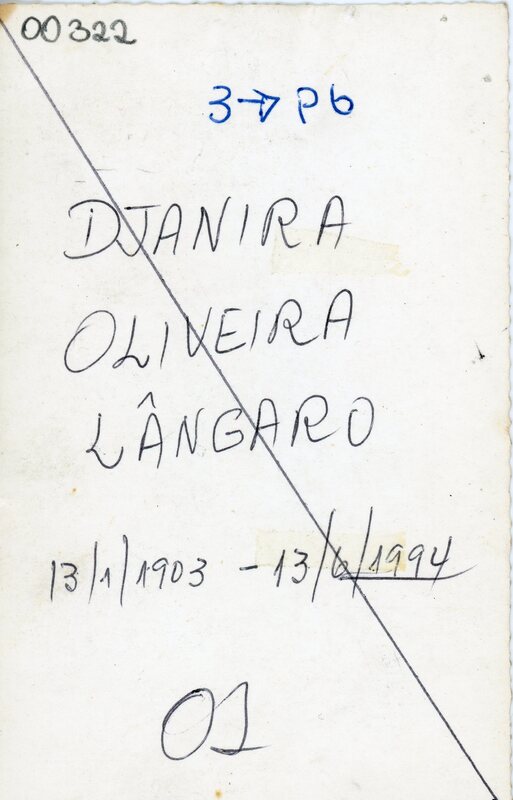 00322
3→Pb
DJANIRA
OLIVEIRA
LÂNGARO
13/1/1903 - 13/6/1994
01